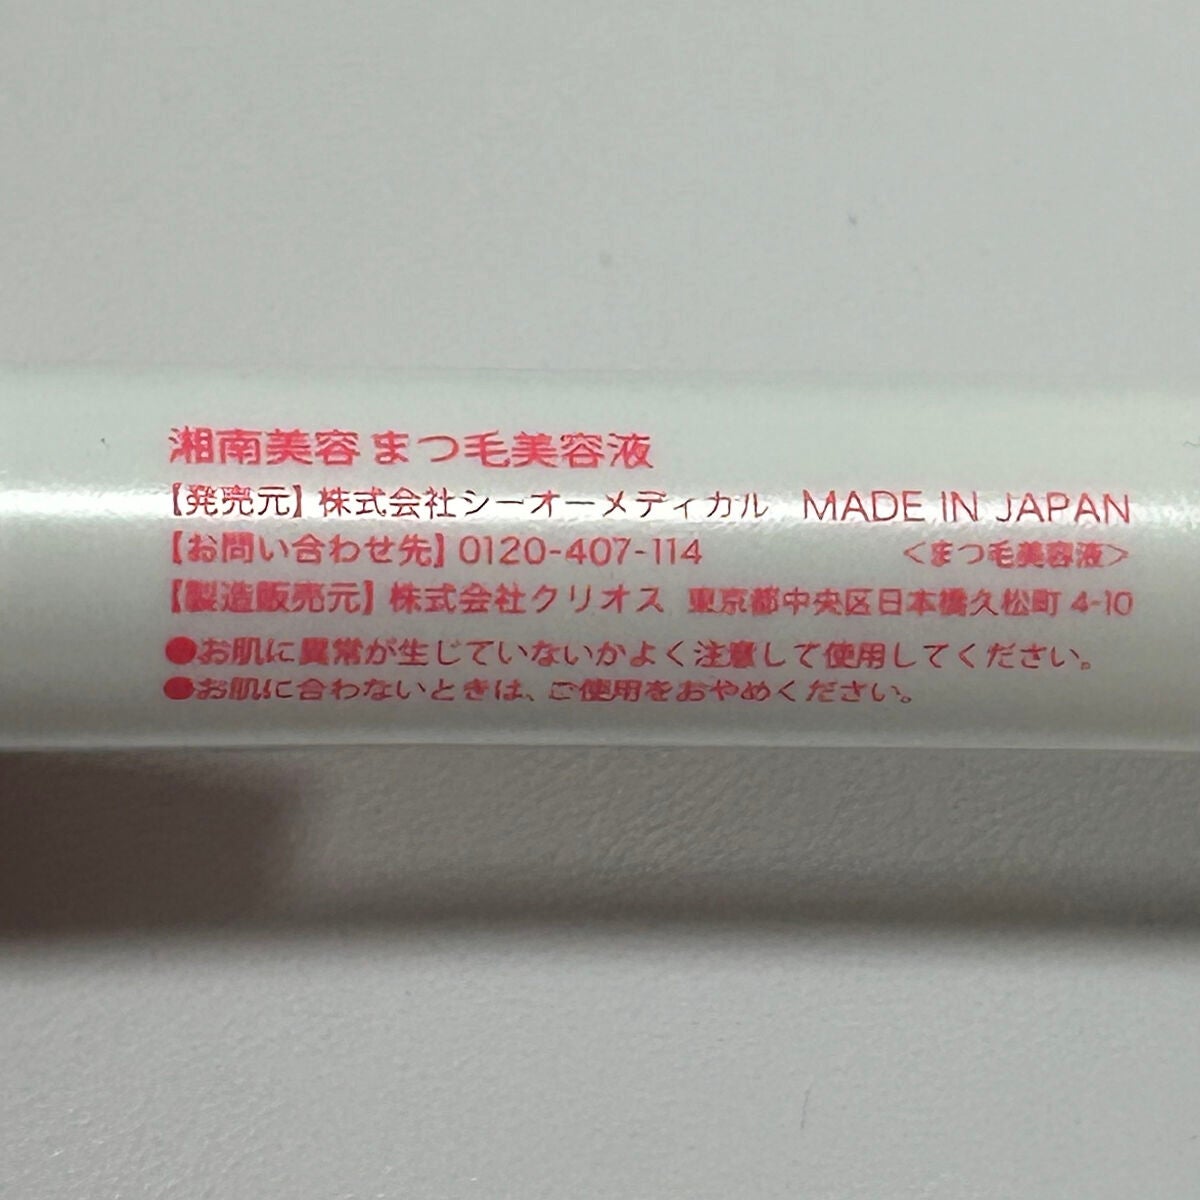 湘南美容 まつ毛美容液
【発売元】株式会社シーオーメディカル MADE IN JAPAN
【お問い合わせ先】0120-407-114 <まつ毛美容液>
【製造販売元】株式会社クリオス 東京都中央区日本橋久松町 4-10
●お肌に異常が生じていないかよく注意して使用してください。
●お肌に合わないときは、ご使用をおやめください。